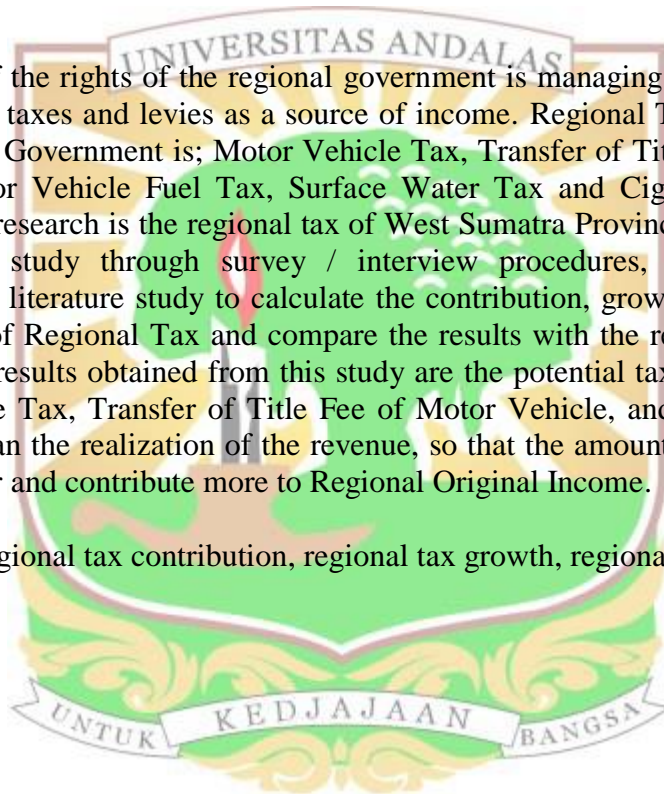 UNIVERSITAS ANDALAS
f the rights of the regional government is managing
taxes and levies as a source of income. Regional T
Government is; Motor Vehicle Tax, Transfer of Tit
or Vehicle Fuel Tax, Surface Water Tax and Cig
research is the regional tax of West Sumatra Provinc
study through survey / interview procedures,
literature study to calculate the contribution, grow
of Regional Tax and compare the results with the re
results obtained from this study are the potential tax
e Tax, Transfer of Title Fee of Motor Vehicle, and
an the realization of the revenue, so that the amount
r and contribute more to Regional Original Income.
gional tax contribution, regional tax growth, regiona
UNTUK KEDJAJAAN BANGSA